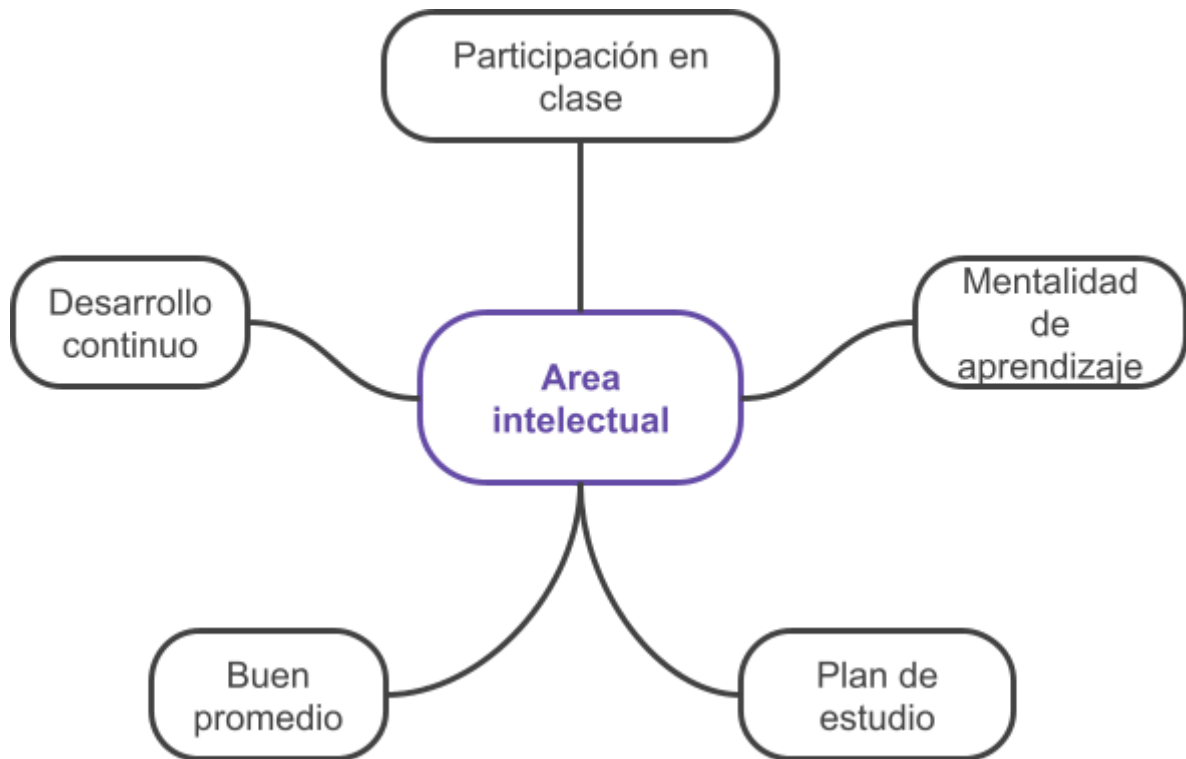 Participación en
clase
Desarrollo
continuo
Mentalidad
de
aprendizaje
Area
intelectual
Buen
promedio
Plan de
estudio